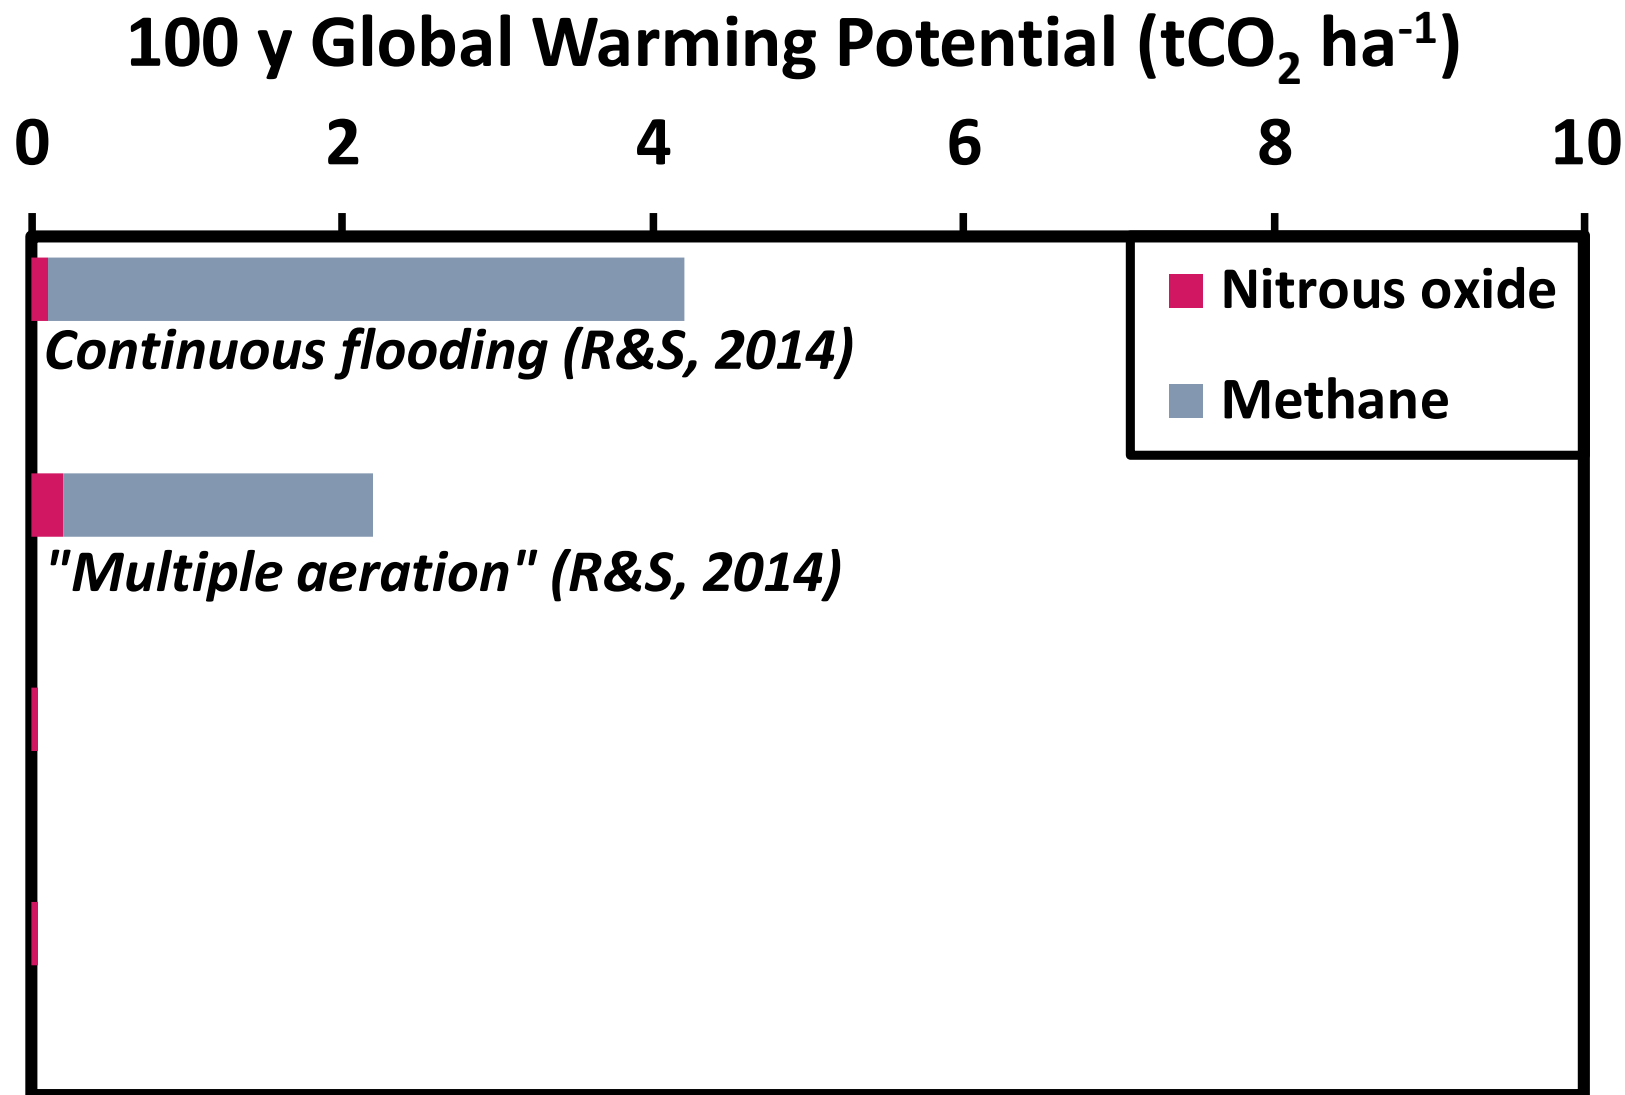 100 y Global Warming Potential (tCO₂ ha⁻¹)
0 2 4 6 8 10
Nitrous oxide
Continuous flooding (R&S, 2014)
Methane
"Multiple aeration" (R&S, 2014)